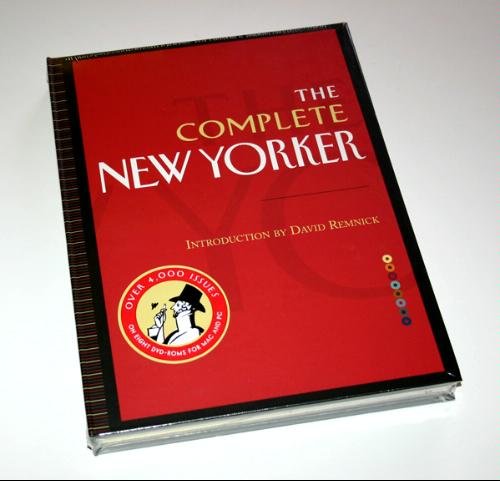 THE
COMPLETE
NEW YORKER
INTRODUCTION BY DAVID REMNICK
OVER 4,000 ISSUES
ON EIGHT DVD-ROMS FOR MAC AND PC